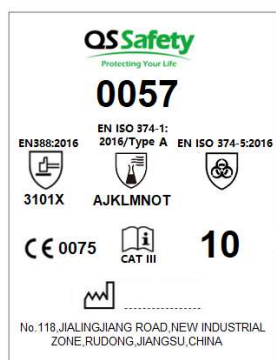 QS Safety
Protecting Your Life
0057
EN388:2016
EN ISO 374-1:
2016/Type A
EN ISO 374-5:2016
3101X
AJKLMNOT
CE 0075
CAT III
10
No.118,JIALINGJIANG ROAD,NEW INDUSTRIAL
ZONE,RUDONG,JIANGSU,CHINA